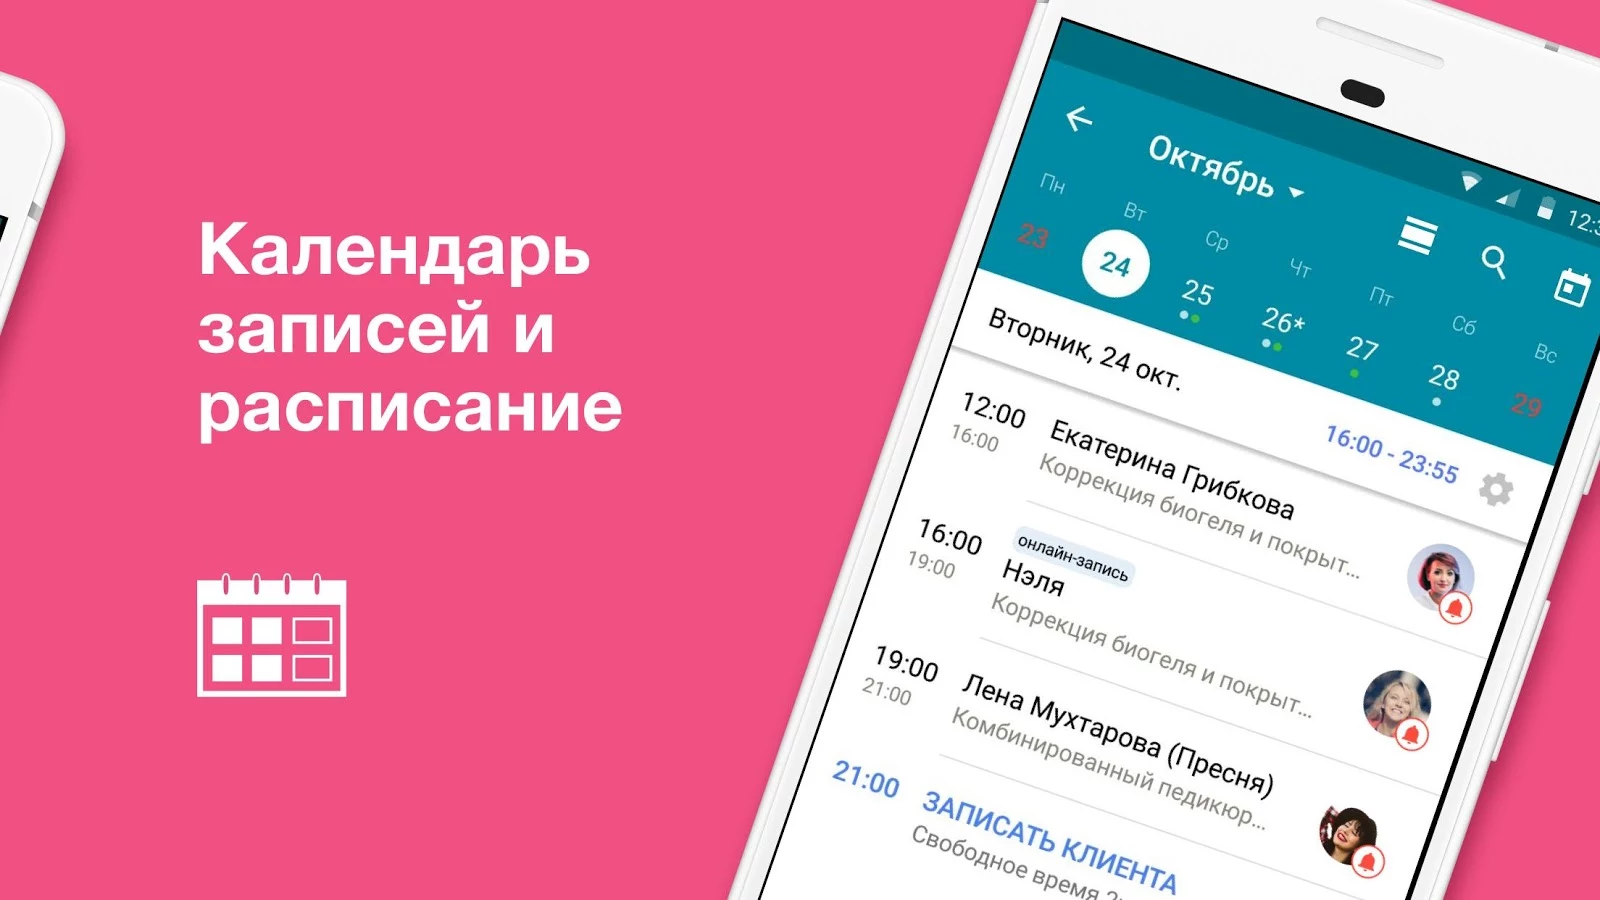 Календарь
записей и
расписание
12:3
Октябрь
Пн Вт Ср Чт Пт Сб Вс
23 24 25 26* 27 28 29
Вторник, 24 окт.
16:00 - 23:55
12:00 Екатерина Грибкова
16:00 Коррекция биогеля и покрыт...
онлайн-запись
16:00 Нэля
19:00 Коррекция биогеля и покрыт...
19:00 Лена Мухтарова (Пресня)
21:00 Комбинированный педикюр...
21:00 ЗАПИСАТЬ КЛИЕНТА
Свободное время